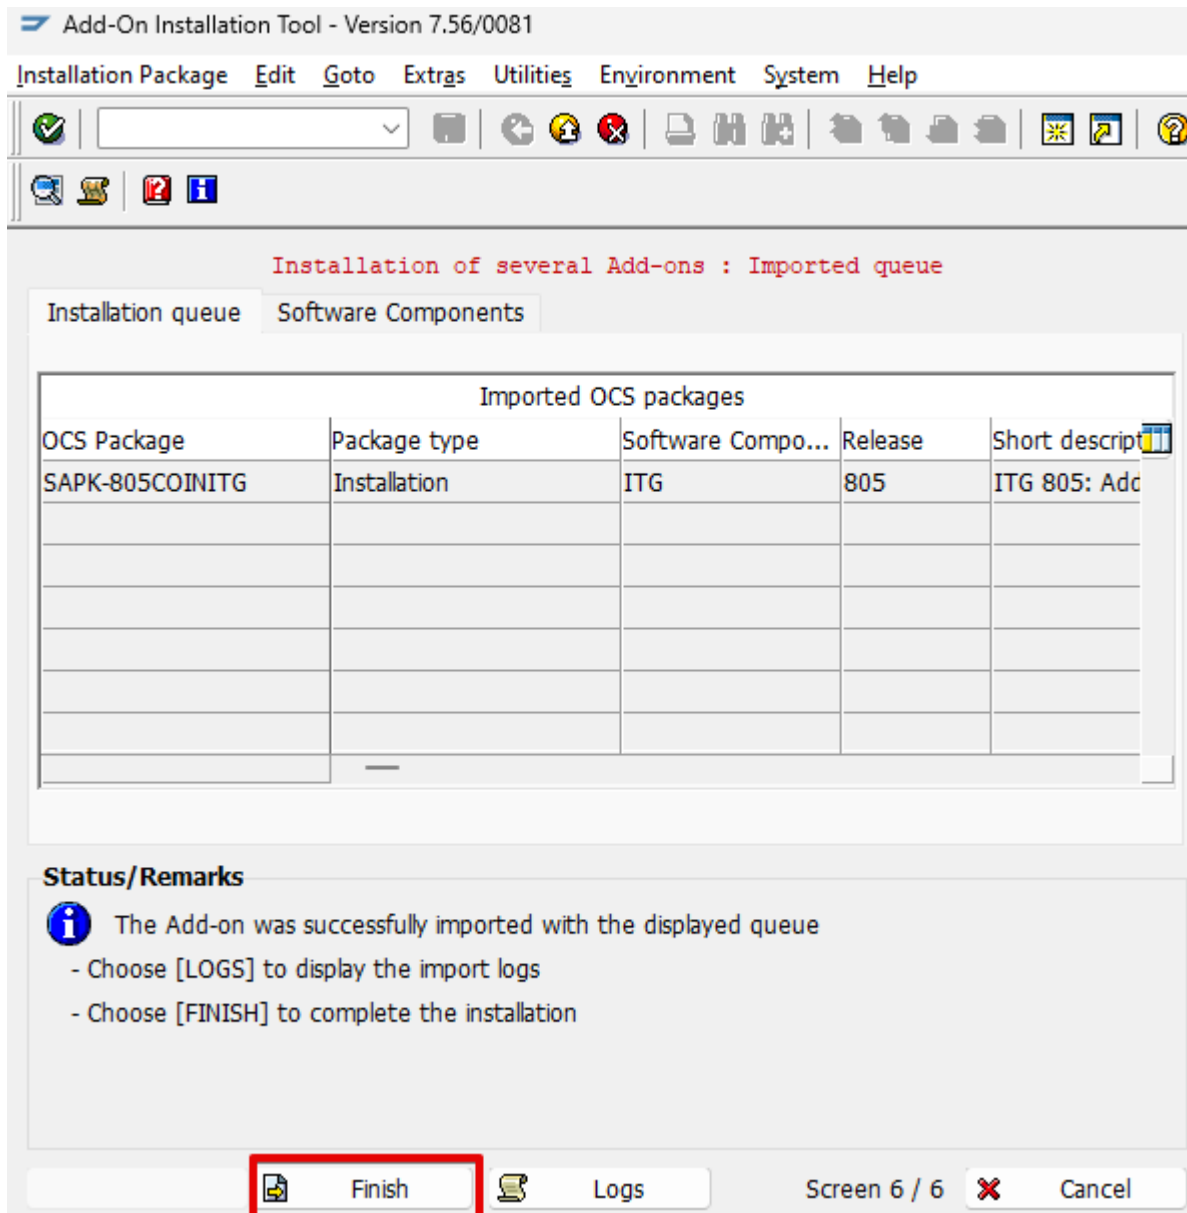 Add-On Installation Tool - Version 7.56/0081
Installation Package Edit Goto Extras Utilities Environment System Help
Installation of several Add-ons : Imported queue
Installation queue Software Components
Imported OCS packages
OCS Package Package type Software Compo... Release Short descript
SAPK-805COINITG Installation ITG 805 ITG 805: Add
Status/Remarks
The Add-on was successfully imported with the displayed queue
- Choose [LOGS] to display the import logs
- Choose [FINISH] to complete the installation
Finish Logs Screen 6 / 6 Cancel